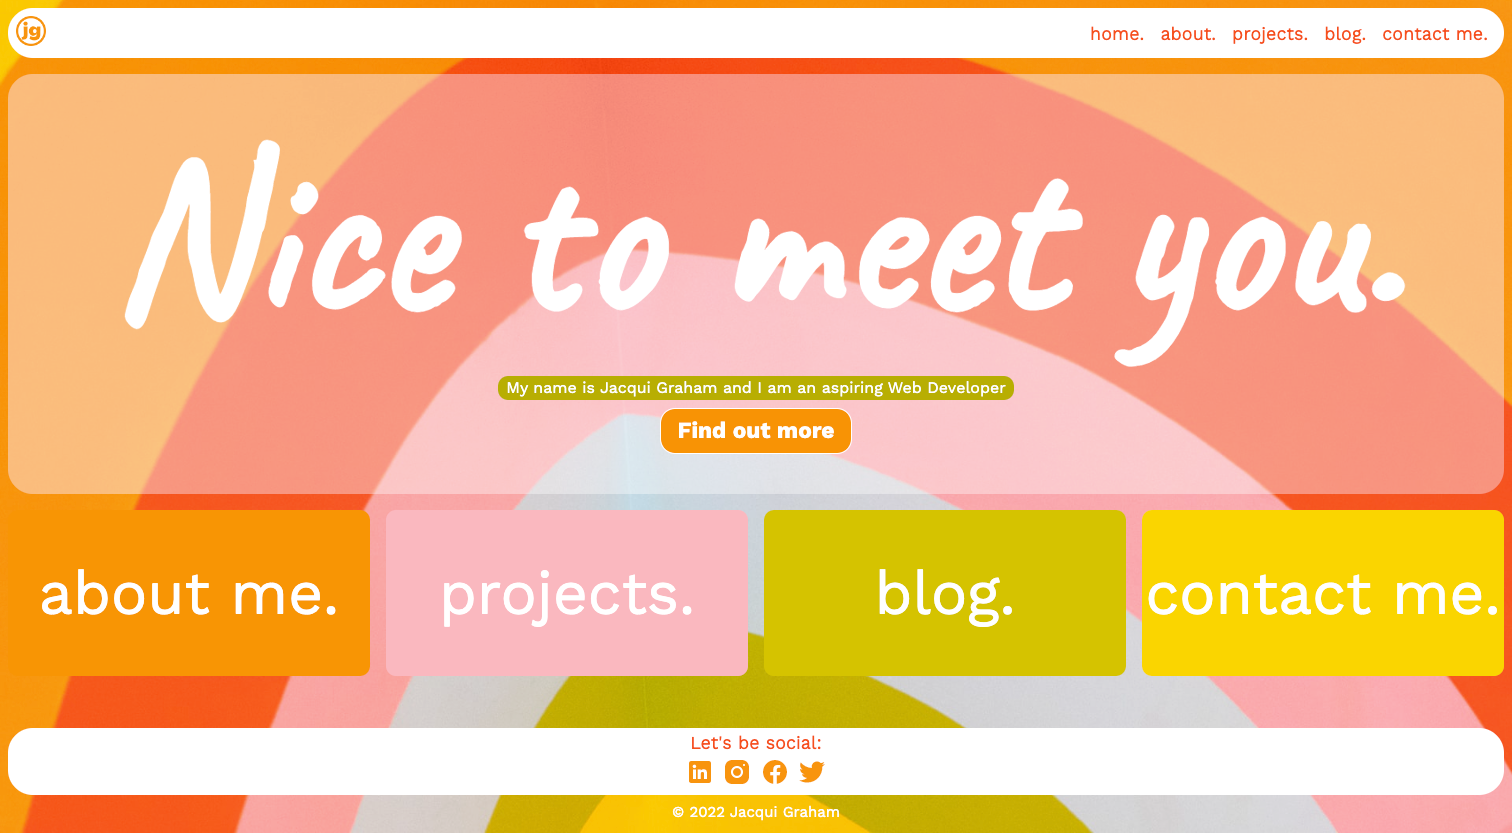 jg
home. about. projects. blog. contact me.
Nice to meet you.
My name is Jacqui Graham and I am an aspiring Web Developer
Find out more
about me. projects. blog. contact me.
Let's be social:
© 2022 Jacqui Graham